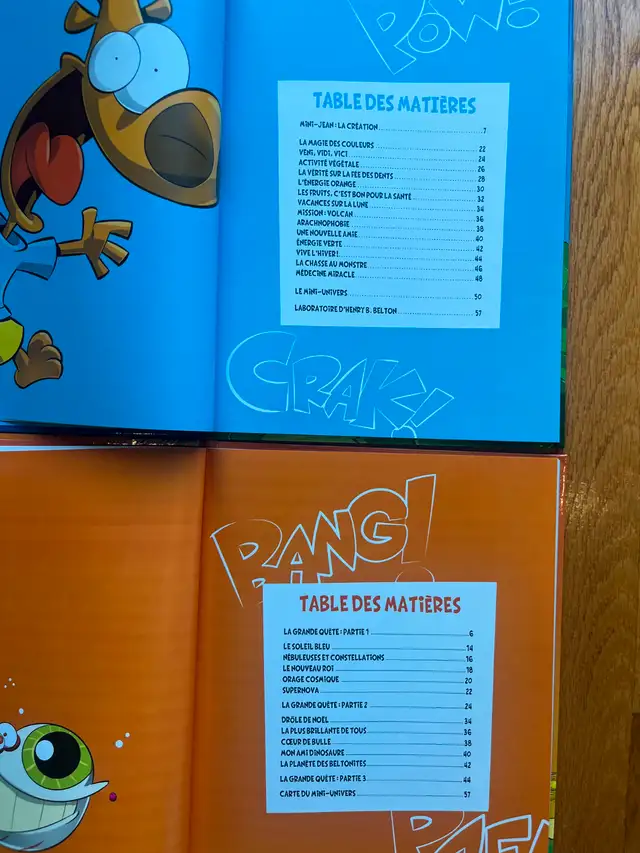 POW!
TABLE DES MATIÈRES
MINI-JEAN : LA CRÉATION 7
LA MAGIE DES COULEURS 22
VENI, VIDI, VICI 24
ACTIVITÉ VÉGÉTALE 26
LA VÉRITÉ SUR LA FÉE DES DENTS 28
L'ÉNERGIE ORANGE 30
LES FRUITS, C'EST BON POUR LA SANTÉ 32
VACANCES SUR LA LUNE 34
MISSION : VOLCAN 36
ARACHNOPHOBIE 38
UNE NOUVELLE AMIE 40
ÉNERGIE VERTE 42
VIVE L'HIVER! 44
LA CHASSE AU MONSTRE 46
MÉDECINE MIRACLE 48
LE MINI-UNIVERS 50
LABORATOIRE D'HENRY B. BELTON 57
CRAK!
BANG!
TABLE DES MATIÈRES
LA GRANDE QUÊTE : PARTIE 1 6
LE SOLEIL BLEU 14
NÉBULEUSES ET CONSTELLATIONS 16
LE NOUVEAU ROI 18
ORAGE COSMIQUE 20
SUPERNOVA 22
LA GRANDE QUÊTE : PARTIE 2 24
DRÔLE DE NOËL 34
LA PLUS BRILLANTE DE TOUS 36
CŒUR DE BULLE 38
MON AMI DINOSAURE 40
LA PLANÈTE DES BELTONITES 42
LA GRANDE QUÊTE : PARTIE 3 44
CARTE DU MINI-UNIVERS 57